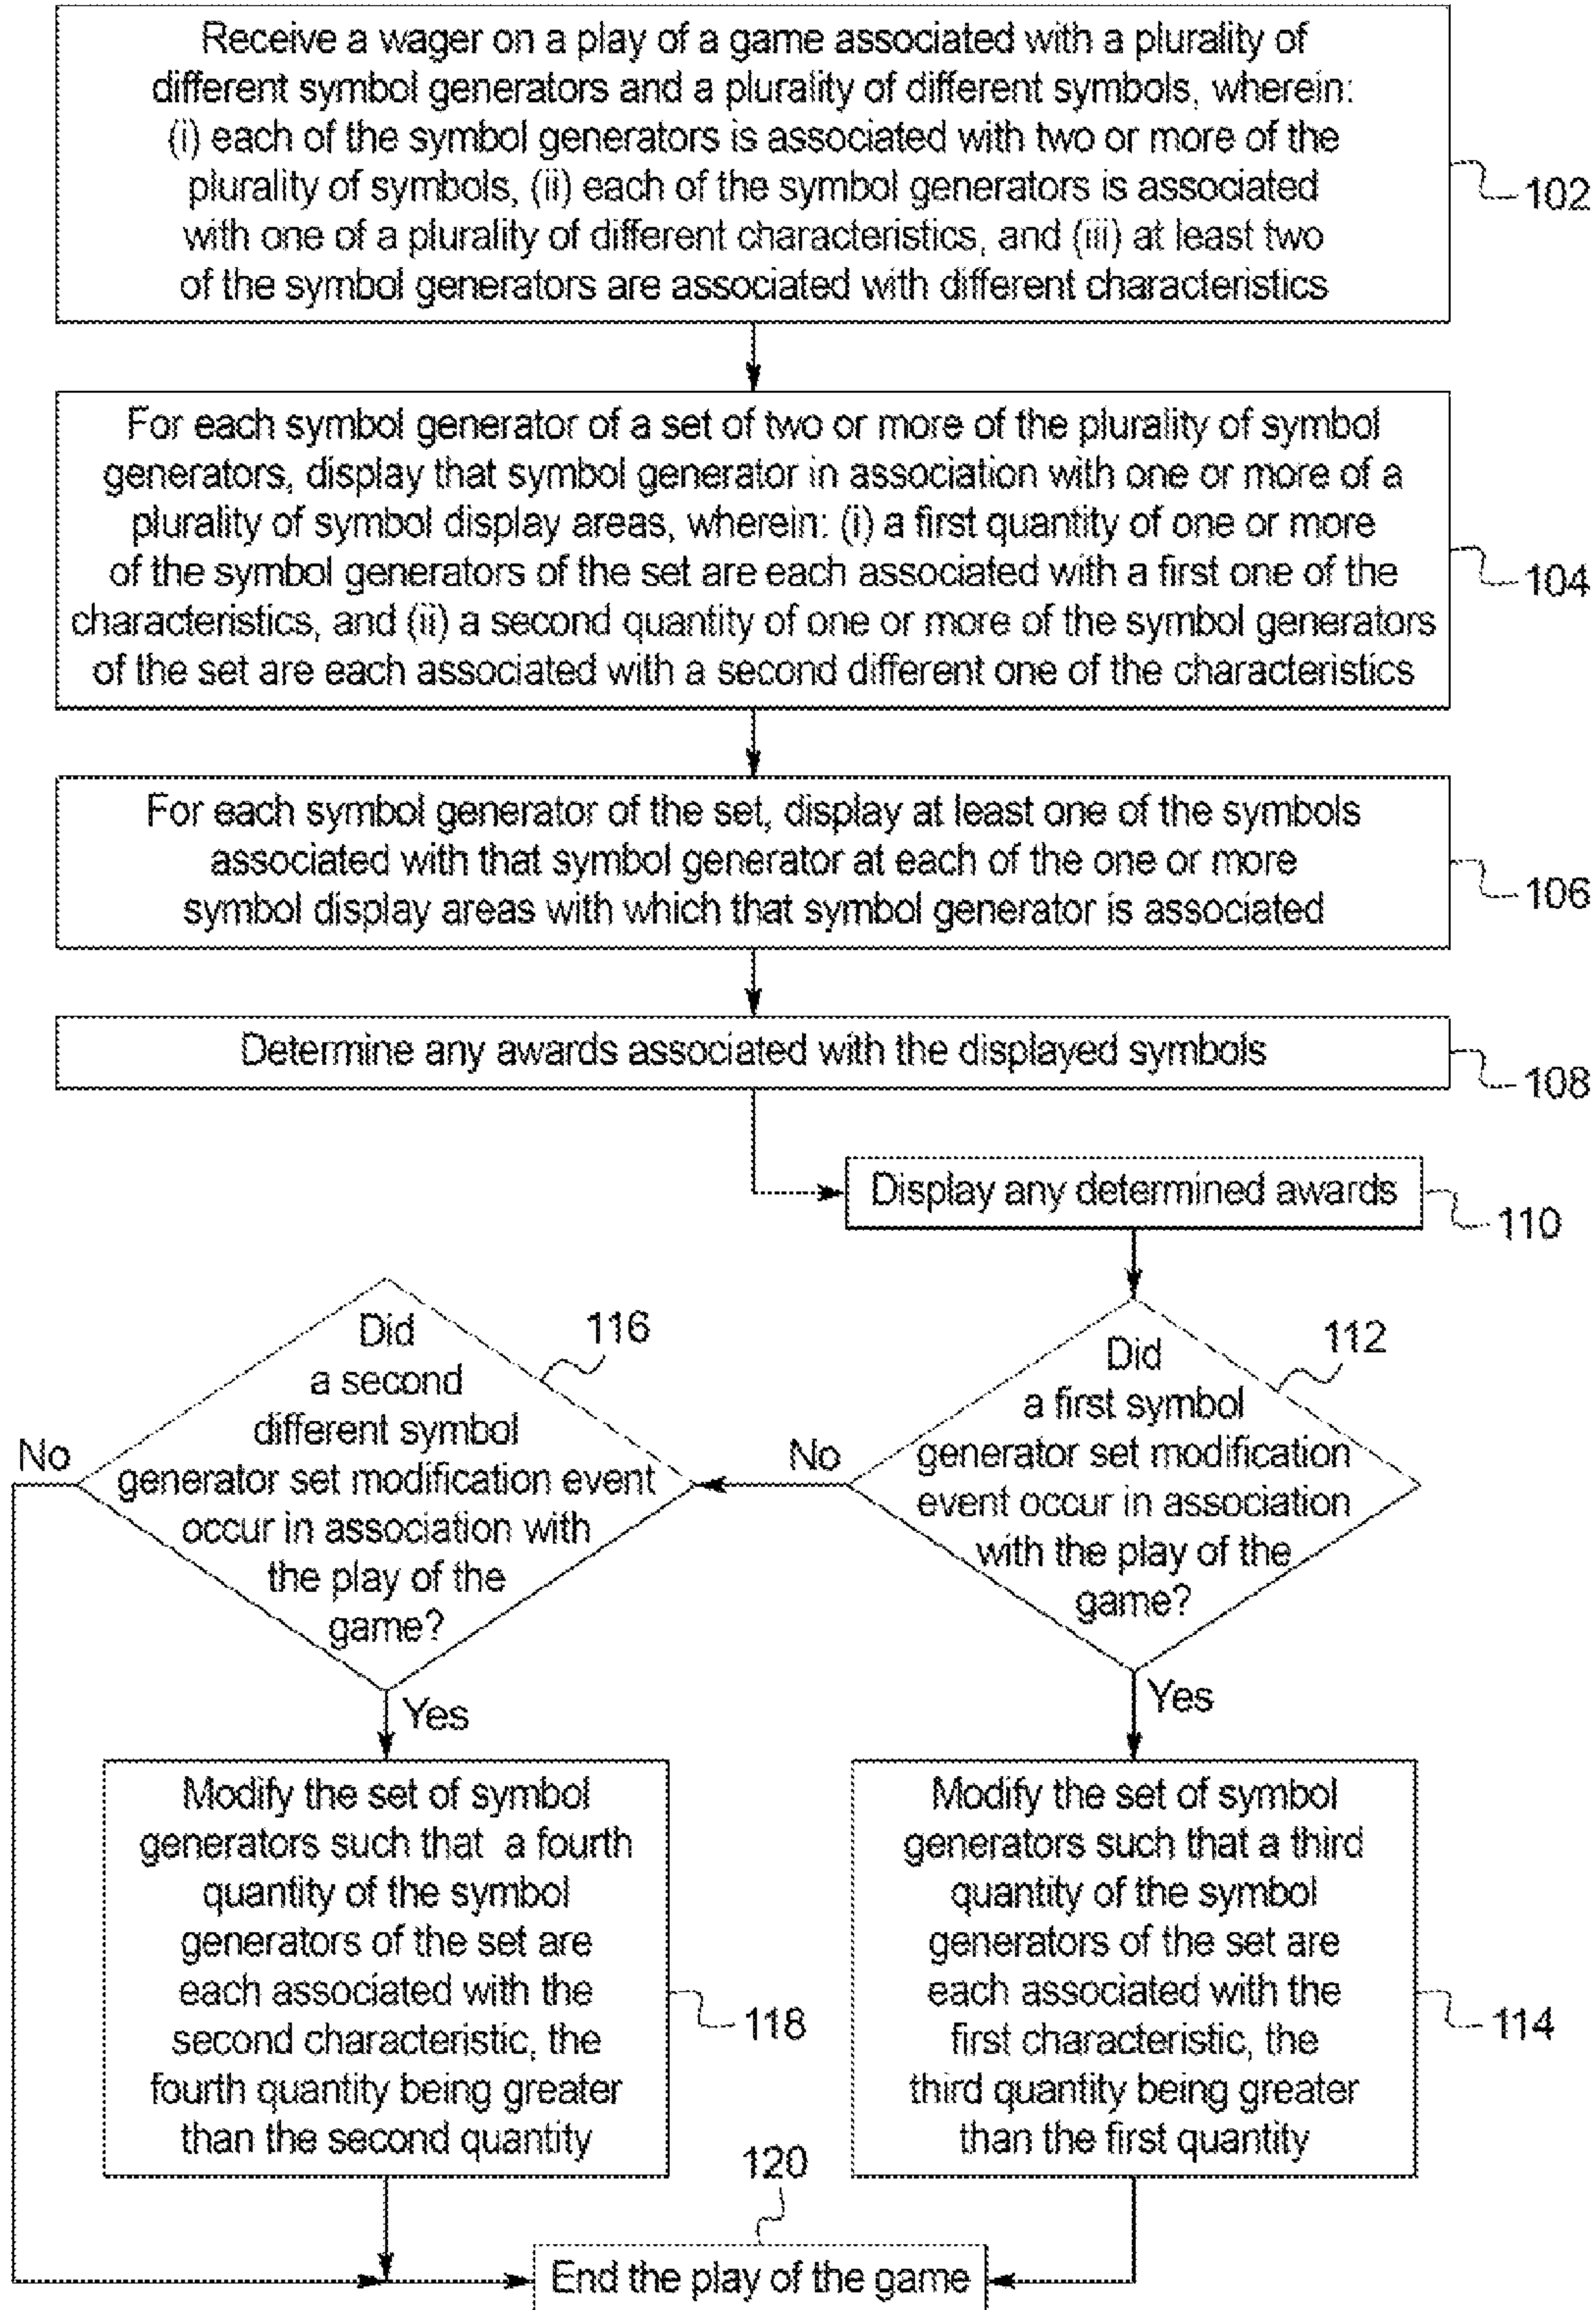 Receive a wager on a play of a game associated with a plurality of
different symbol generators and a plurality of different symbols, wherein:
(i) each of the symbol generators is associated with two or more of the
plurality of symbols, (ii) each of the symbol generators is associated
with one of a plurality of different characteristics, and (iii) at least two
of the symbol generators are associated with different characteristics
102
For each symbol generator of a set of two or more of the plurality of symbol
generators, display that symbol generator in association with one or more of a
plurality of symbol display areas, wherein: (i) a first quantity of one or more
of the symbol generators of the set are each associated with a first one of the
characteristics, and (ii) a second quantity of one or more of the symbol generators
of the set are each associated with a second different one of the characteristics
104
For each symbol generator of the set, display at least one of the symbols
associated with that symbol generator at each of the one or more
symbol display areas with which that symbol generator is associated
106
Determine any awards associated with the displayed symbols
108
Display any determined awards
110
Did
a first symbol
generator set modification
event occur in association
with the play of the
game?
112
No
Yes
Did
a second
different symbol
generator set modification event
occur in association with
the play of the
game?
116
No
Yes
Modify the set of symbol
generators such that a fourth
quantity of the symbol
generators of the set are
each associated with the
second characteristic, the
fourth quantity being greater
than the second quantity
118
Modify the set of symbol
generators such that a third
quantity of the symbol
generators of the set are
each associated with the
first characteristic, the
third quantity being greater
than the first quantity
114
120
End the play of the game